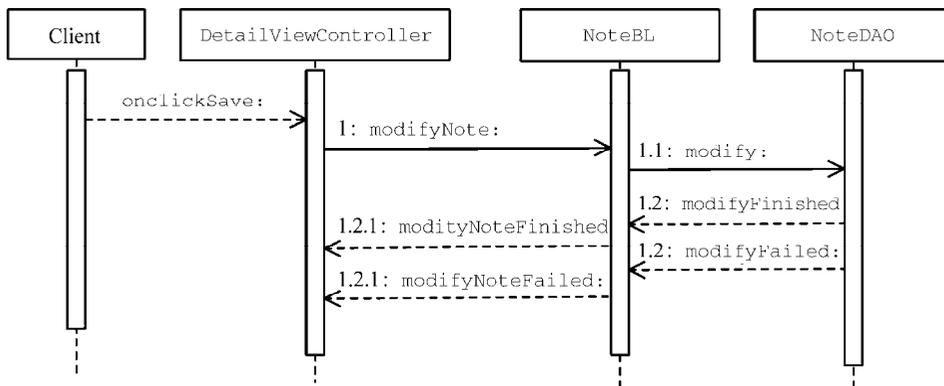 Client
DetailViewController
NoteBL
NoteDAO
onclickSave:
1: modifyNote:
1.1: modify:
1.2: modifyFinished
1.2.1: modityNoteFinished
1.2: modifyFailed:
1.2.1: modifyNoteFailed: